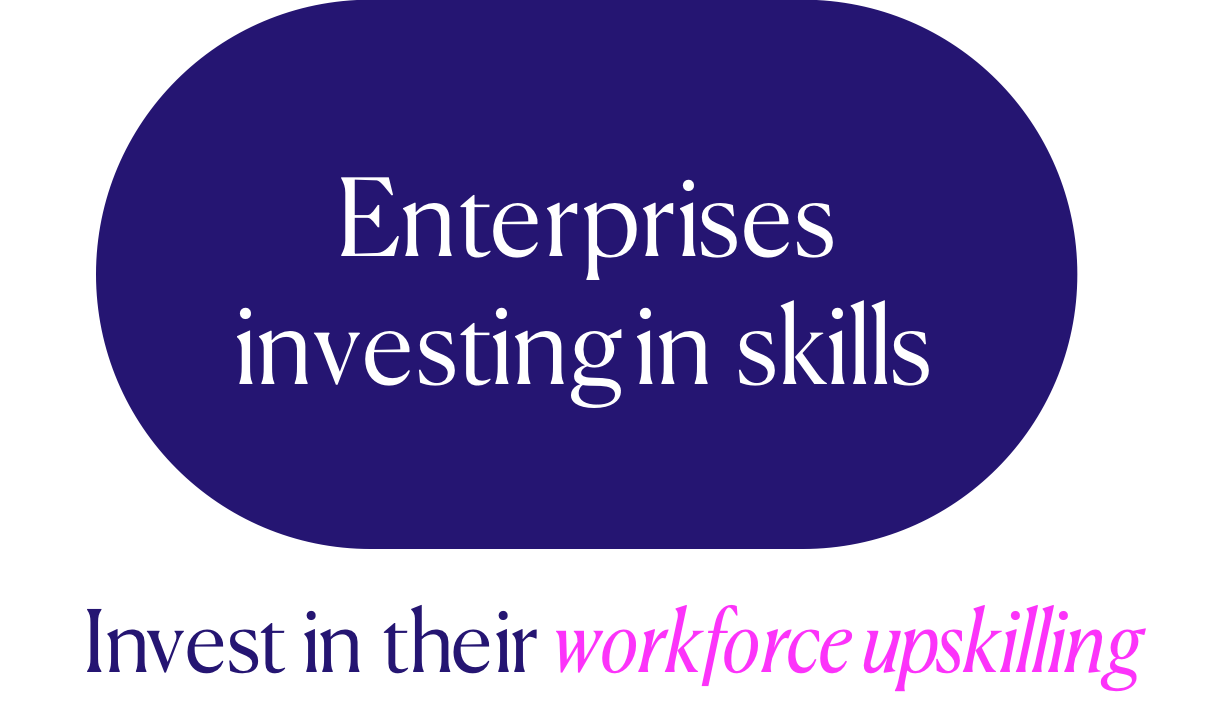 Enterprises
investing in skills
Invest in their workforce upskilling